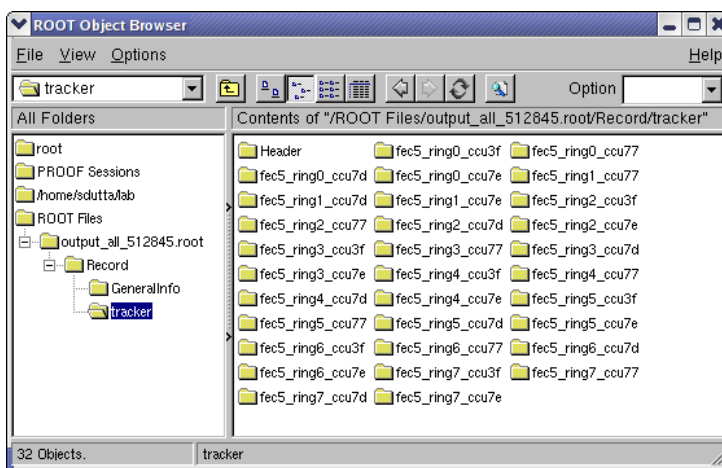 ROOT Object Browser
File View Options Help
tracker Option
All Folders Contents of "/ROOT Files/output_all_512845.root/Record/tracker"
root
PROOF Sessions
/home/sdutta/lab
ROOT Files
output_all_512845.root
Record
GeneralInfo
tracker
Header fec5_ring0_ccu3f fec5_ring0_ccu77
fec5_ring0_ccu7d fec5_ring0_ccu7e fec5_ring1_ccu77
fec5_ring1_ccu7d fec5_ring1_ccu7e fec5_ring2_ccu3f
fec5_ring2_ccu77 fec5_ring2_ccu7d fec5_ring2_ccu7e
fec5_ring3_ccu3f fec5_ring3_ccu77 fec5_ring3_ccu7d
fec5_ring3_ccu7e fec5_ring4_ccu3f fec5_ring4_ccu77
fec5_ring4_ccu7d fec5_ring4_ccu7e fec5_ring5_ccu3f
fec5_ring5_ccu77 fec5_ring5_ccu7d fec5_ring5_ccu7e
fec5_ring6_ccu3f fec5_ring6_ccu77 fec5_ring6_ccu7d
fec5_ring6_ccu7e fec5_ring7_ccu3f fec5_ring7_ccu77
fec5_ring7_ccu7d fec5_ring7_ccu7e
32 Objects. tracker